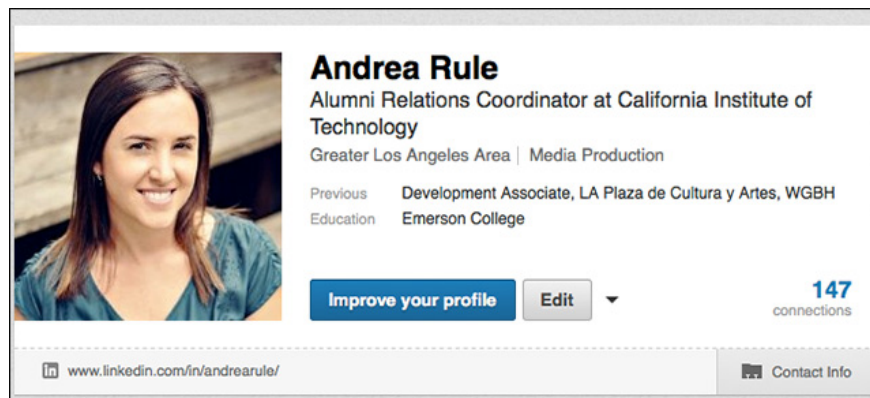 Andrea Rule
Alumni Relations Coordinator at California Institute of
Technology
Greater Los Angeles Area | Media Production
Previous Development Associate, LA Plaza de Cultura y Artes, WGBH
Education Emerson College
Improve your profile Edit
147
connections
in www.linkedin.com/in/andrearule/
Contact Info